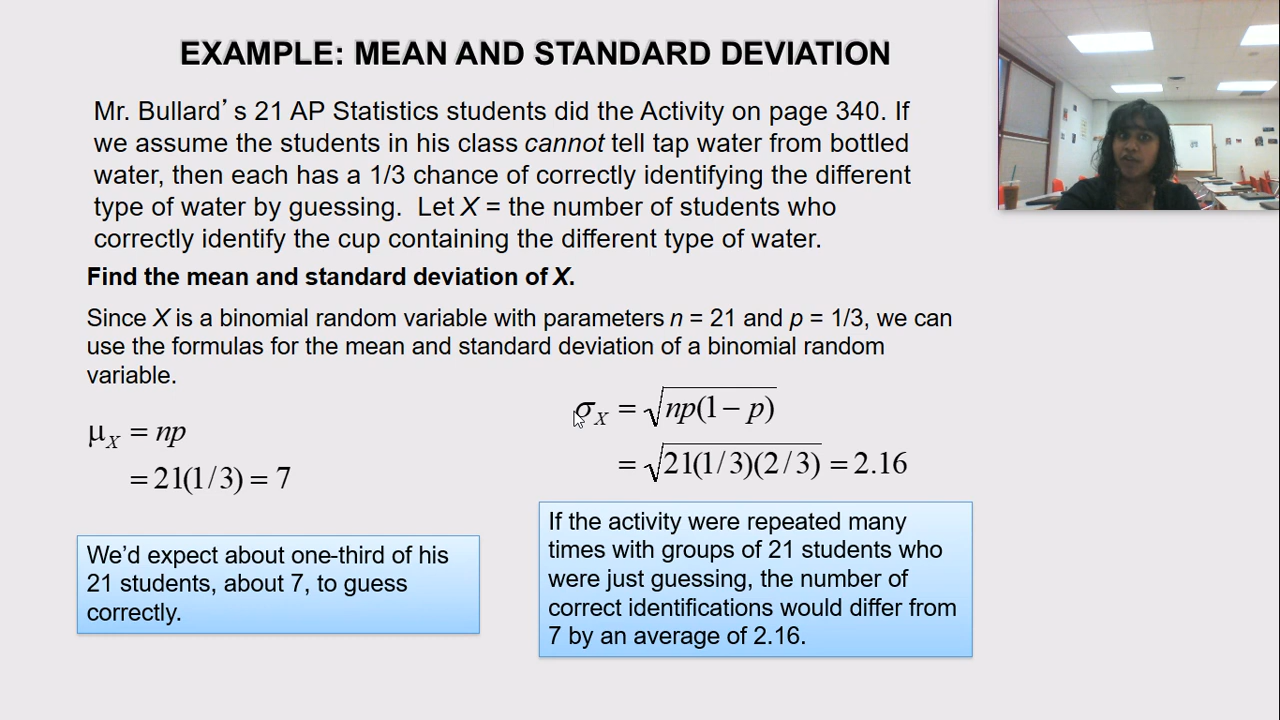 EXAMPLE: MEAN AND STANDARD DEVIATION
Mr. Bullard's 21 AP Statistics students did the Activity on page 340. If
we assume the students in his class cannot tell tap water from bottled
water, then each has a 1/3 chance of correctly identifying the different
type of water by guessing. Let X = the number of students who
correctly identify the cup containing the different type of water.
Find the mean and standard deviation of X.
Since X is a binomial random variable with parameters n = 21 and p = 1/3, we can
use the formulas for the mean and standard deviation of a binomial random
variable.
μX = np
= 21(1/3) = 7
σX = √np(1 − p)
= √21(1/3)(2/3) = 2.16
We'd expect about one-third of his
21 students, about 7, to guess
correctly.
If the activity were repeated many
times with groups of 21 students who
were just guessing, the number of
correct identifications would differ from
7 by an average of 2.16.